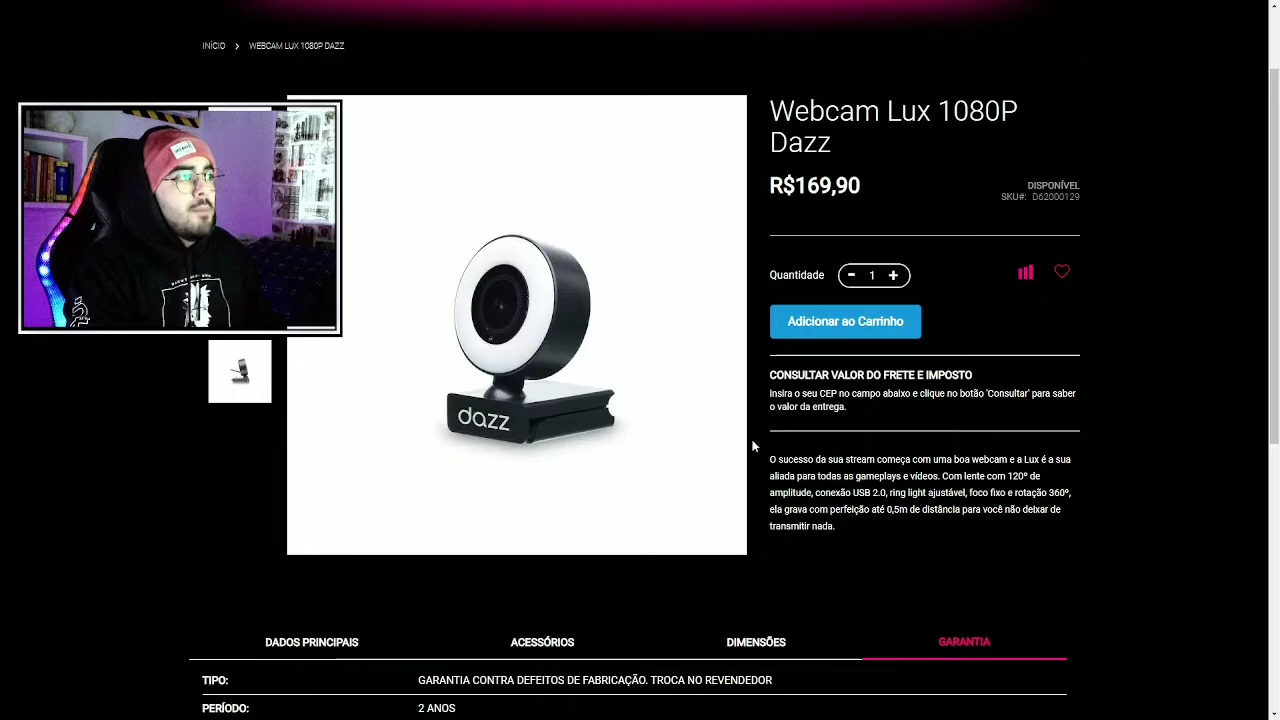 INÍCIO > WEBCAM LUX 1080P DAZZ
Webcam Lux 1080P
Dazz
R$169,90
DISPONÍVEL
SKU#: D62000129
Quantidade - 1 +
Adicionar ao Carrinho
CONSULTAR VALOR DO FRETE E IMPOSTO
Insira o seu CEP no campo abaixo e clique no botão 'Consultar' para saber
o valor da entrega.
O sucesso da sua stream começa com uma boa webcam e a Lux é a sua
aliada para todas as gameplays e vídeos. Com lente com 120º de
amplitude, conexão USB 2.0, ring light ajustável, foco fixo e rotação 360º,
ela grava com perfeição até 0,5m de distância para você não deixar de
transmitir nada.
dazz
DADOS PRINCIPAIS ACESSÓRIOS DIMENSÕES GARANTIA
TIPO: GARANTIA CONTRA DEFEITOS DE FABRICAÇÃO. TROCA NO REVENDEDOR
PERÍODO: 2 ANOS